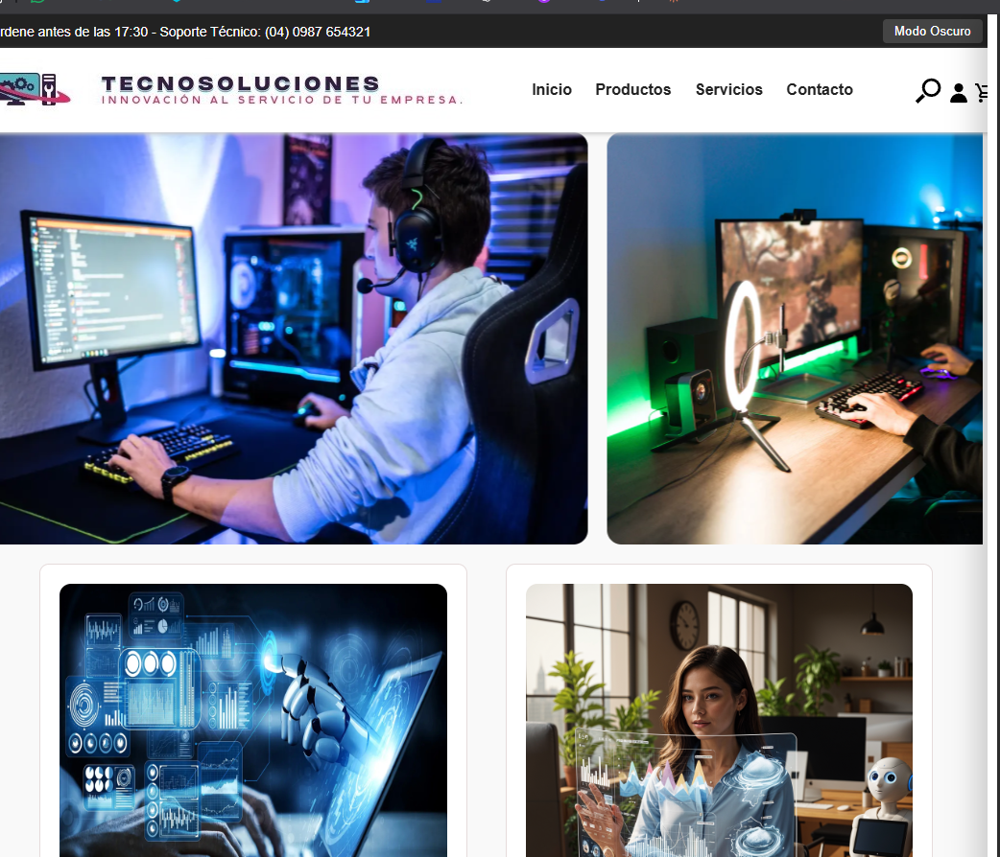 rdene antes de las 17:30 - Soporte Técnico: (04) 0987 654321
Modo Oscuro
TECNOSOLUCIONES
INNOVACIÓN AL SERVICIO DE TU EMPRESA.
Inicio
Productos
Servicios
Contacto